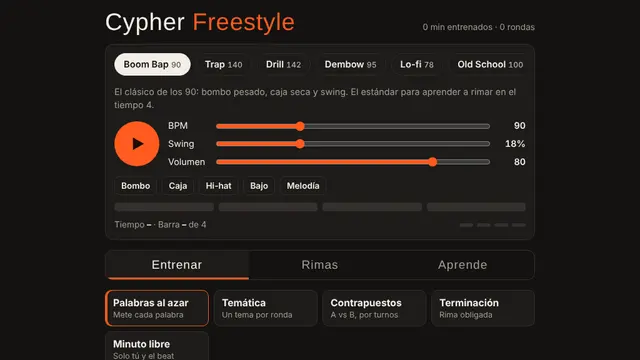 Cypher Freestyle
0 min entrenados · 0 rondas
Boom Bap 90
Trap 140
Drill 142
Dembow 95
Lo-fi 78
Old School 100
El clásico de los 90: bombo pesado, caja seca y swing. El estándar para aprender a rimar en el
tiempo 4.
BPM 90
Swing 18%
Volumen 80
Bombo
Caja
Hi-hat
Bajo
Melodía
Tiempo – · Barra – de 4
Entrenar
Rimas
Aprende
Palabras al azar
Mete cada palabra
Temática
Un tema por ronda
Contrapuestos
A vs B, por turnos
Terminación
Rima obligada
Minuto libre
Solo tú y el beat